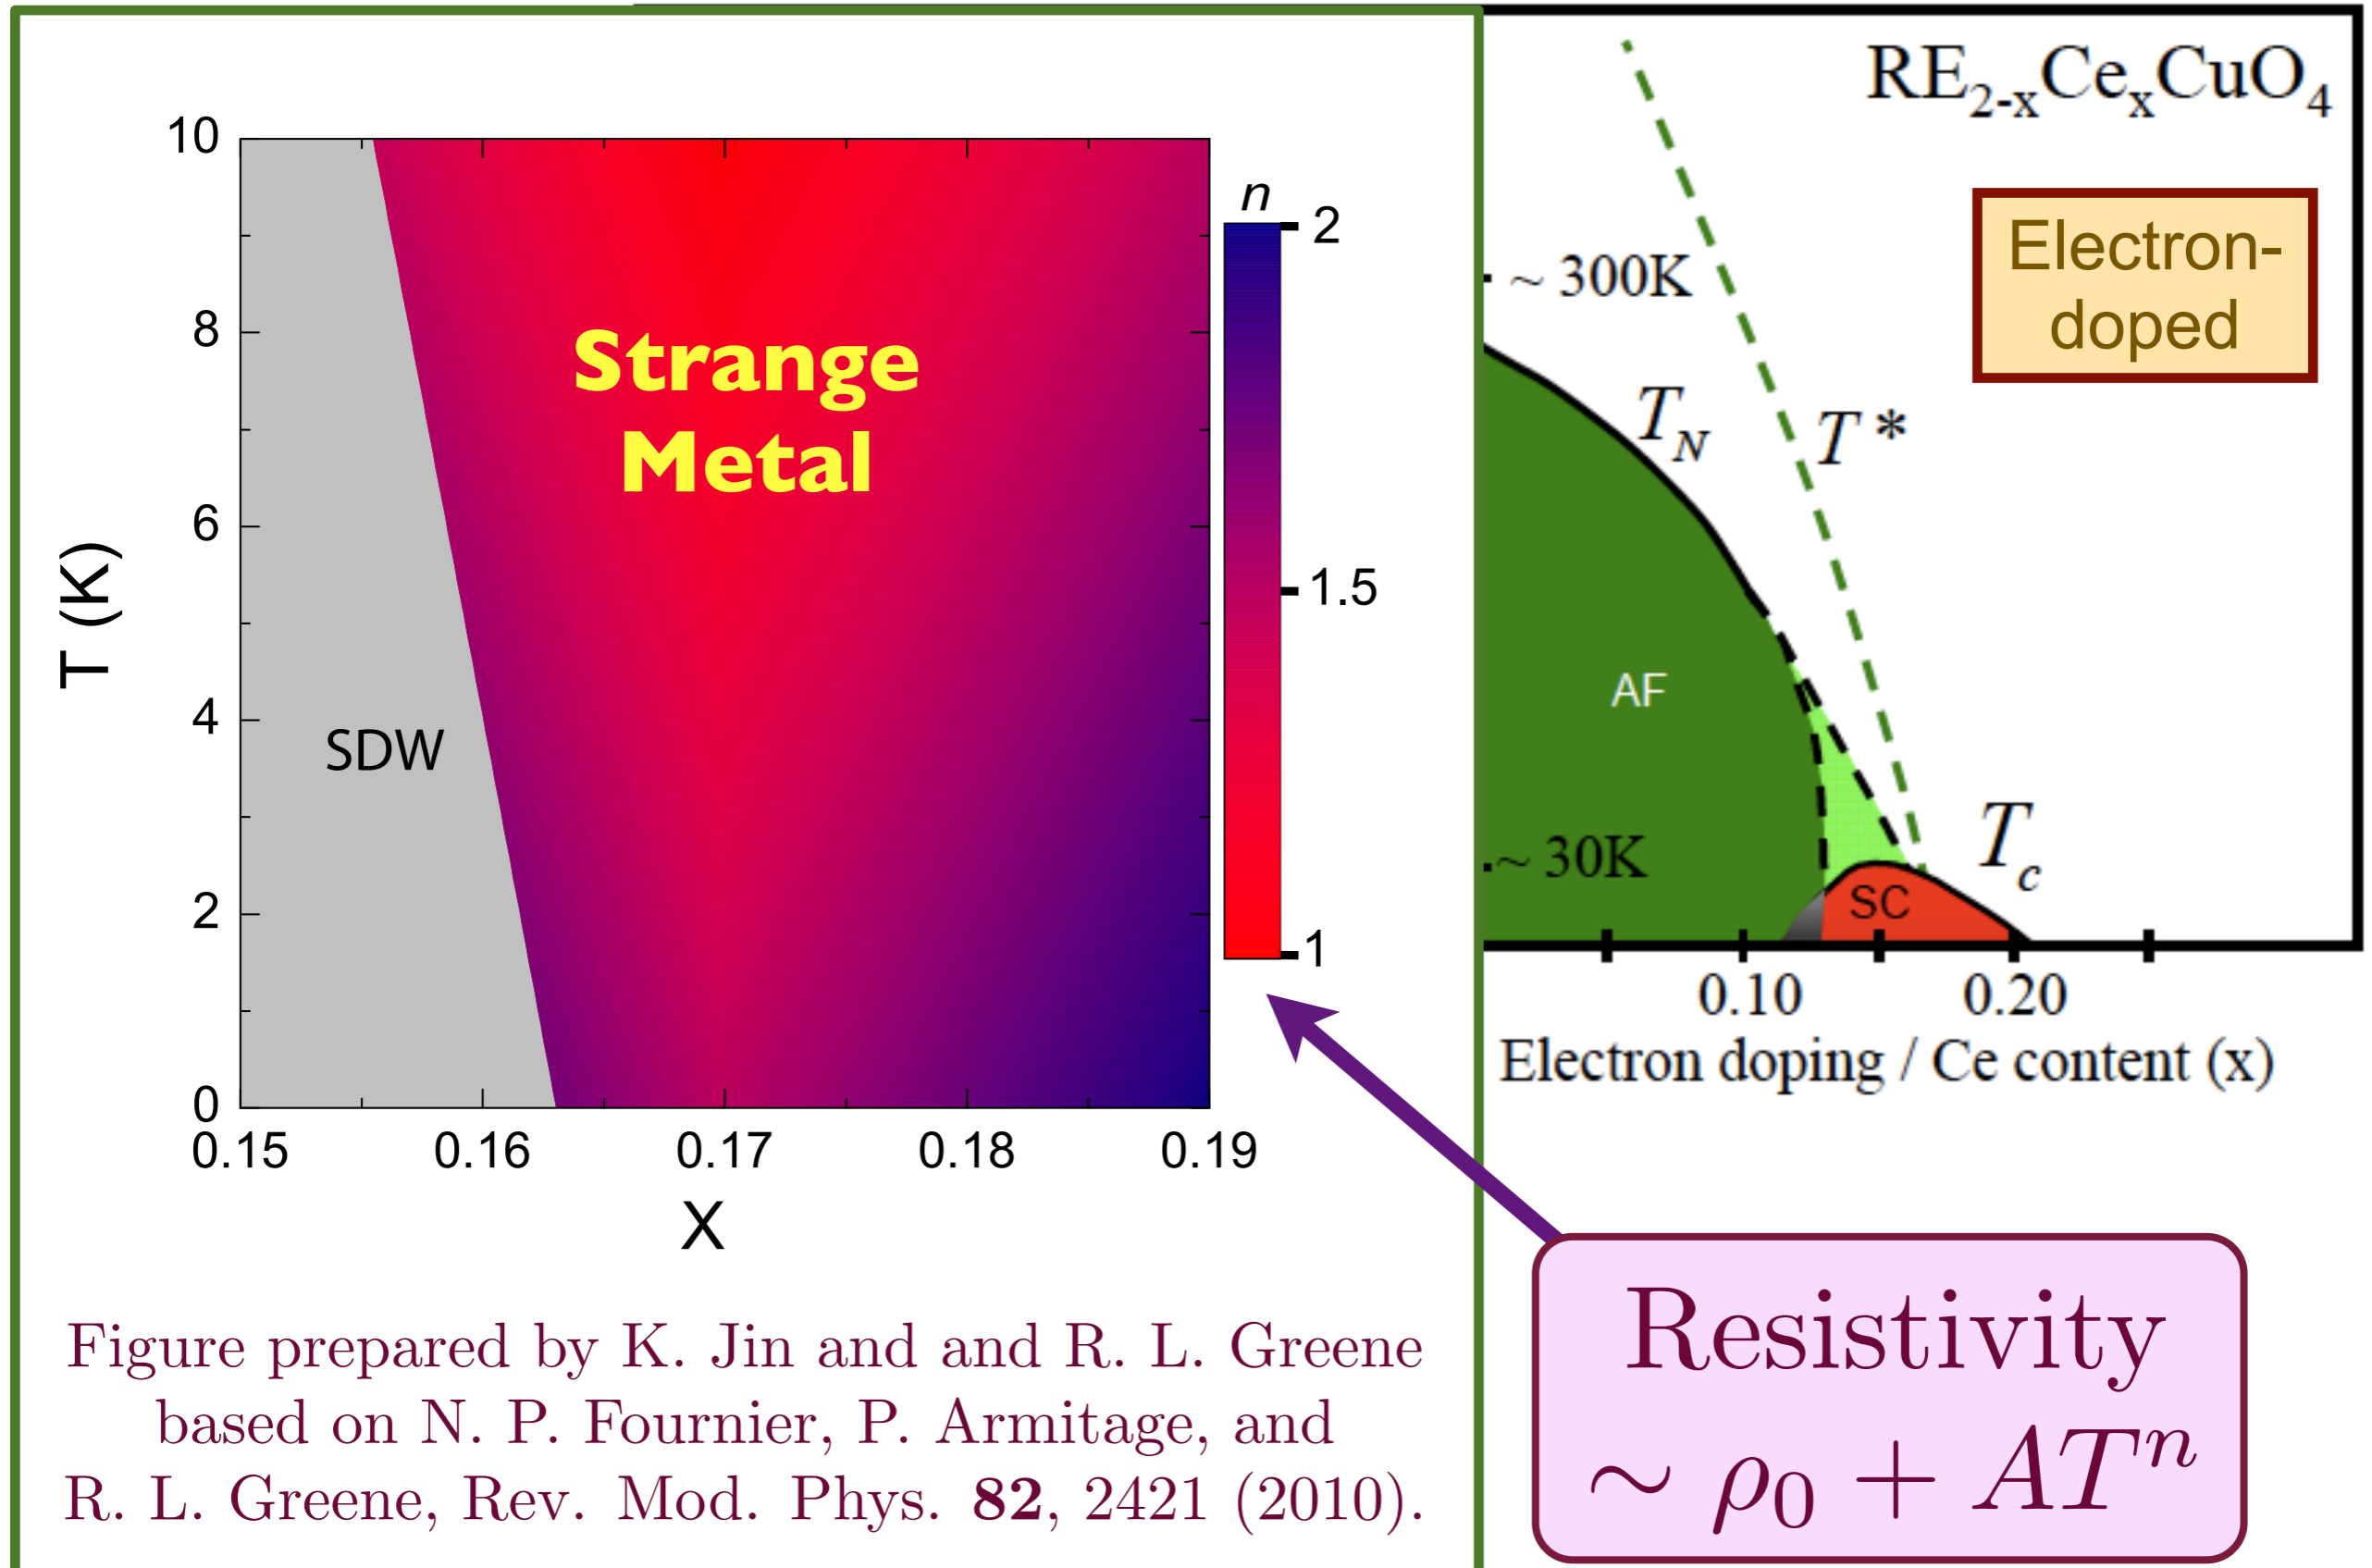 10
8
6
4
2
0
T (K)
0.15 0.16 0.17 0.18 0.19
X
Strange
Metal
SDW
n
2
1.5
1
Figure prepared by K. Jin and and R. L. Greene
based on N. P. Fournier, P. Armitage, and
R. L. Greene, Rev. Mod. Phys. 82, 2421 (2010).
RE₂₋ₓCeₓCuO₄
Electron-
doped
~ 300K
T_N
T*
AF
~ 30K
T_c
SC
0.10 0.20
Electron doping / Ce content (x)
Resistivity
∼ ρ₀ + ATⁿ